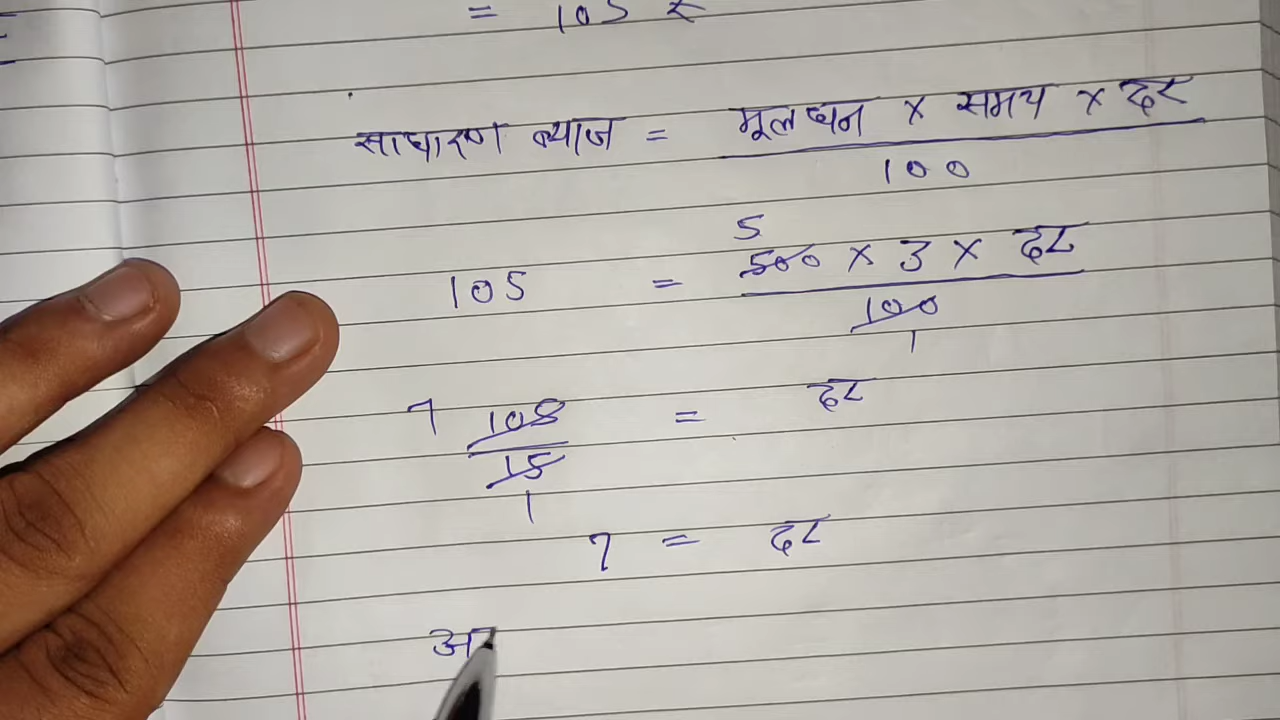 = 105 ₹
साधारण ब्याज = मूलधन × समय × दर
100
5
105 = 500 × 3 × दर
100
1
7 105 = दर
15
1
7 = दर